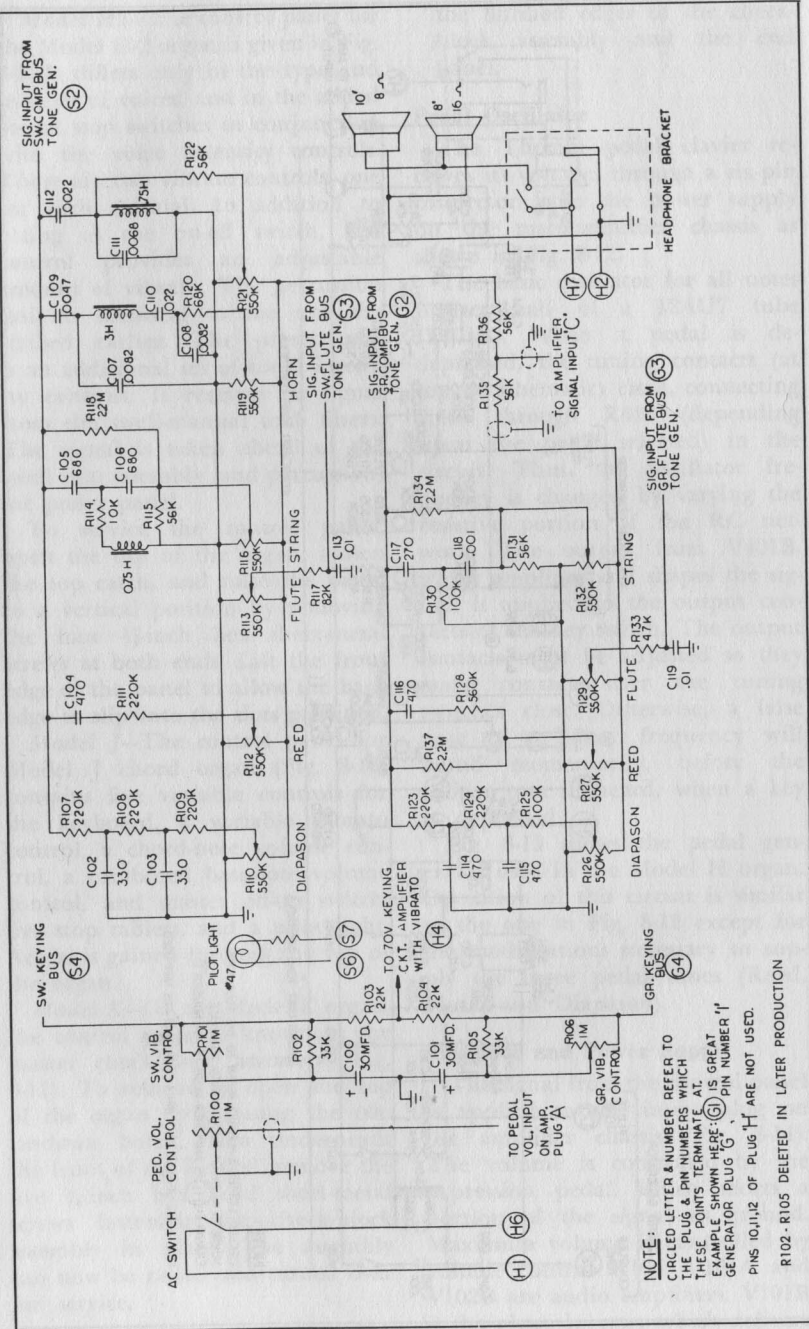 SIG. INPUT FROM
SW.COMP. BUS
TONE GEN.
S2
C112
.0022
C111
.0068
.75H
R122
56K
C109
.0047
3H
C107
.0082
C110
.022
R120
68K
C108
.0082
R121
550K
R119
550K
HORN
R118
2.2M
C105
680
C106
680
R114
R115
56K
0.75H
R116
550K
R113
550K
STRING
FLUTE
R117
82K
C113
.01
SW. KEYING
BUS
S4
C104
470
R111
220K
R112
550K
REED
R107
220K
R108
220K
R109
220K
C102
330
C103
330
R110
550K
DIAPASON
PILOT LIGHT
#47
S6
S7
AC SWITCH
PED. VOL.
CONTROL
R100
1M
SW. VIB.
CONTROL
R101
1M
R102
33K
R103
22K
C100
30MFD.
TO 70V. KEYING
CKT. AMPLIFIER
WITH VIBRATO
H4
C101
30MFD.
R104
22K
R105
33K
R106
1M
GR. VIB.
CONTROL
H1
H6
TO PEDAL
VOL. INPUT
ON AMP.
PLUG "A"
SIG. INPUT FROM
SW. FLUTE BUS
TONE GEN.
S3
SIG. INPUT FROM
GR. COMP. BUS
TONE GEN.
G2
10"
8~
8"
16~
HEADPHONE BRACKET
H7
H2
R136
56K
R135
56K
TO AMPLIFIER
SIGNAL INPUT "C"
SIG. INPUT FROM
GR. FLUTE BUS
TONE GEN.
G3
R134
2.2M
C117
270
C118
.001
R130
100K
R131
56K
R132
550K
STRING
R133
47K
C119
.01
R129
550K
FLUTE
C116
470
R128
560K
R137
2.2M
R127
550K
REED
R123
220K
R124
220K
R125
100K
C114
C115
470
R126
550K
DIAPASON
GR. KEYING
BUS
G4
NOTE:
CIRCLED LETTER & NUMBER REFER TO
THE PLUG & PIN NUMBERS WHICH
THESE POINTS TERMINATE AT.
EXAMPLE SHOWN HERE: G1 IS GREAT
GENERATOR PLUG "G", PIN NUMBER "1"
PINS 10,11,12 OF PLUG "H" ARE NOT USED.
R102 - R105 DELETED IN LATER PRODUCTION